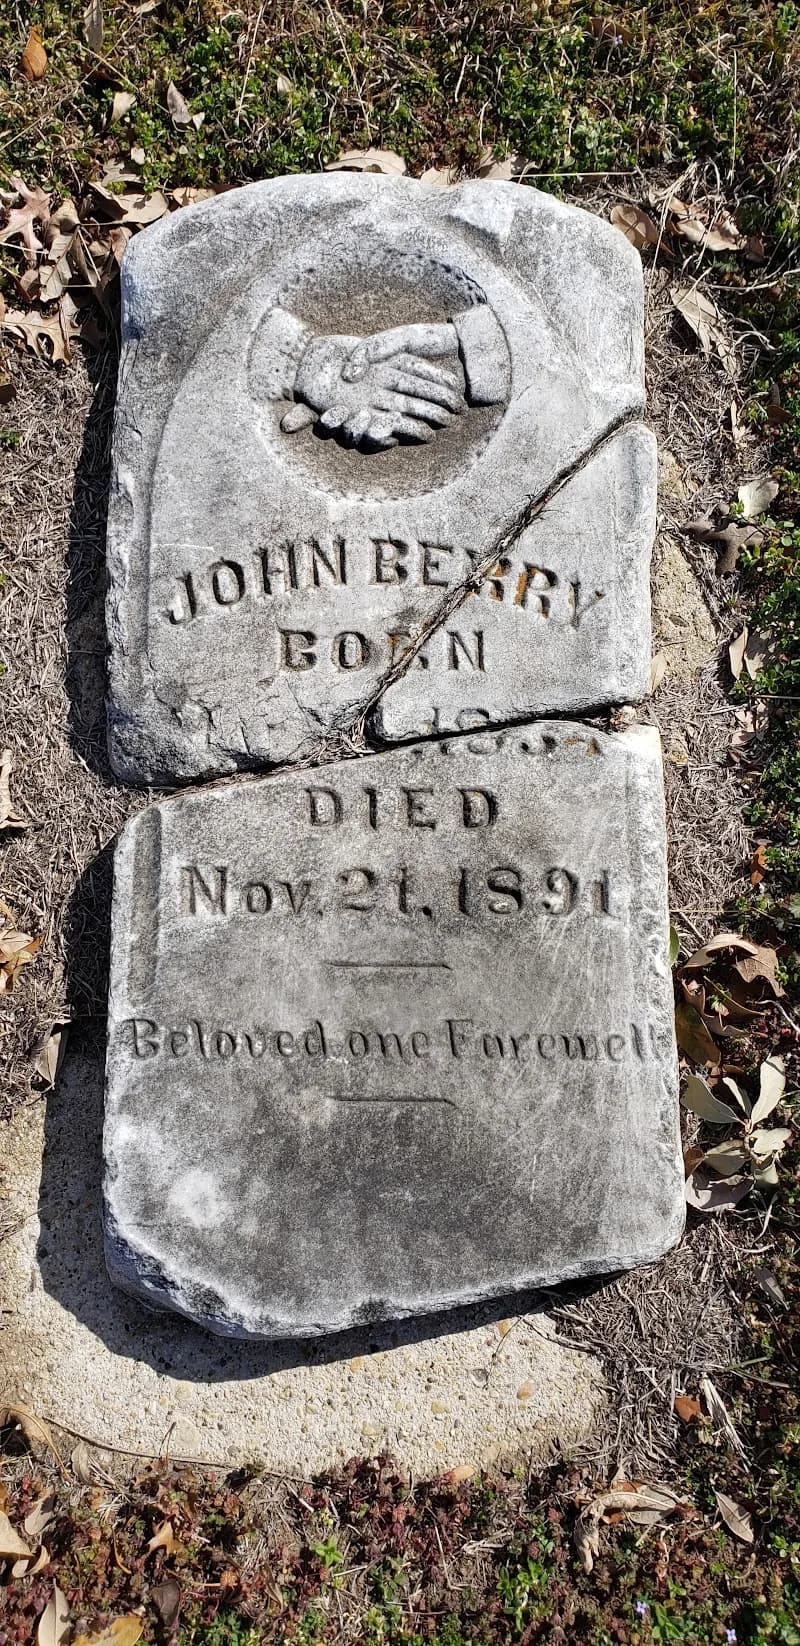 JOHN BERRY
BORN
DIED
Nov. 21. 1891
Beloved one Farewell